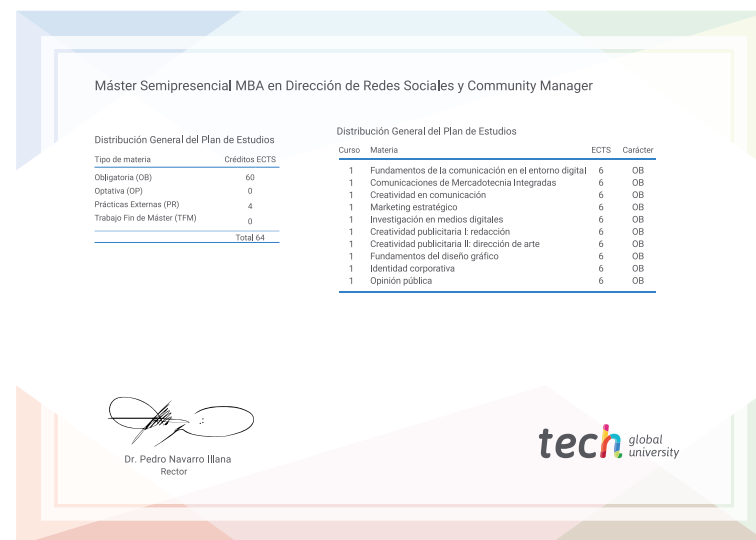 Máster Semipresencial MBA en Dirección de Redes Sociales y Community Manager
Distribución General del Plan de Estudios
Tipo de materia Créditos ECTS
Obligatoria (OB) 60
Optativa (OP) 0
Prácticas Externas (PR) 4
Trabajo Fin de Máster (TFM) 0
Total 64
Distribución General del Plan de Estudios
Curso Materia ECTS Carácter
1 Fundamentos de la comunicación en el entorno digital 6 OB
1 Comunicaciones de Mercadotecnia Integradas 6 OB
1 Creatividad en comunicación 6 OB
1 Marketing estratégico 6 OB
1 Investigación en medios digitales 6 OB
1 Creatividad publicitaria I: redacción 6 OB
1 Creatividad publicitaria II: dirección de arte 6 OB
1 Fundamentos del diseño gráfico 6 OB
1 Identidad corporativa 6 OB
1 Opinión pública 6 OB
Dr. Pedro Navarro Illana
Rector
tech global
university